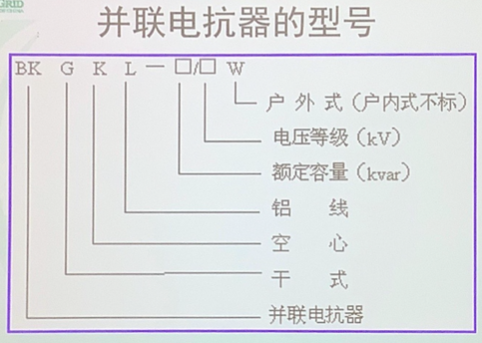 GRID
并联电抗器的型号
BK G K L — □/□ W
户外式（户内式不标）
电压等级（kV）
额定容量（kvar）
铝线
空心
干式
并联电抗器